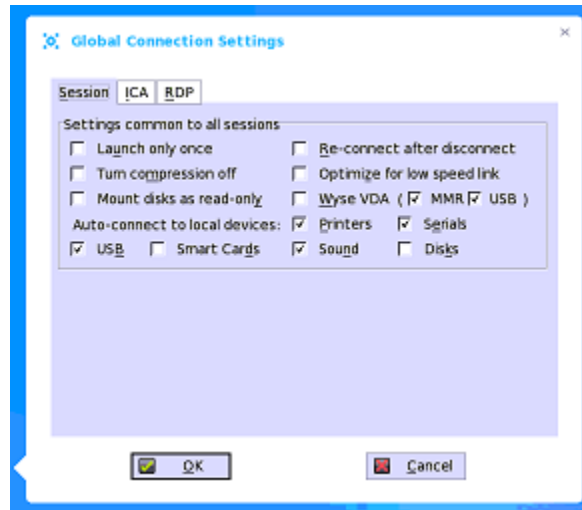 Global Connection Settings
Session ICA RDP
Settings common to all sessions
Launch only once Re-connect after disconnect
Turn compression off Optimize for low speed link
Mount disks as read-only Wyse VDA ( MMR USB )
Auto-connect to local devices: Printers Serials
USB Smart Cards Sound Disks
OK Cancel